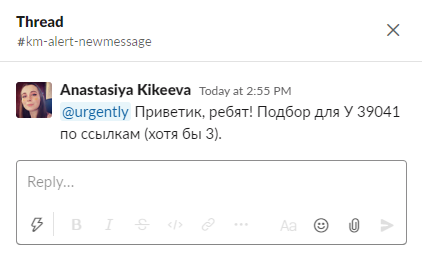 Thread
#km-alert-newmessage
Anastasiya Kikeeva Today at 2:55 PM
@urgently Приветик, ребят! Подбор для У 39041
по ссылкам (хотя бы 3).
Reply…
B I S </> Aa